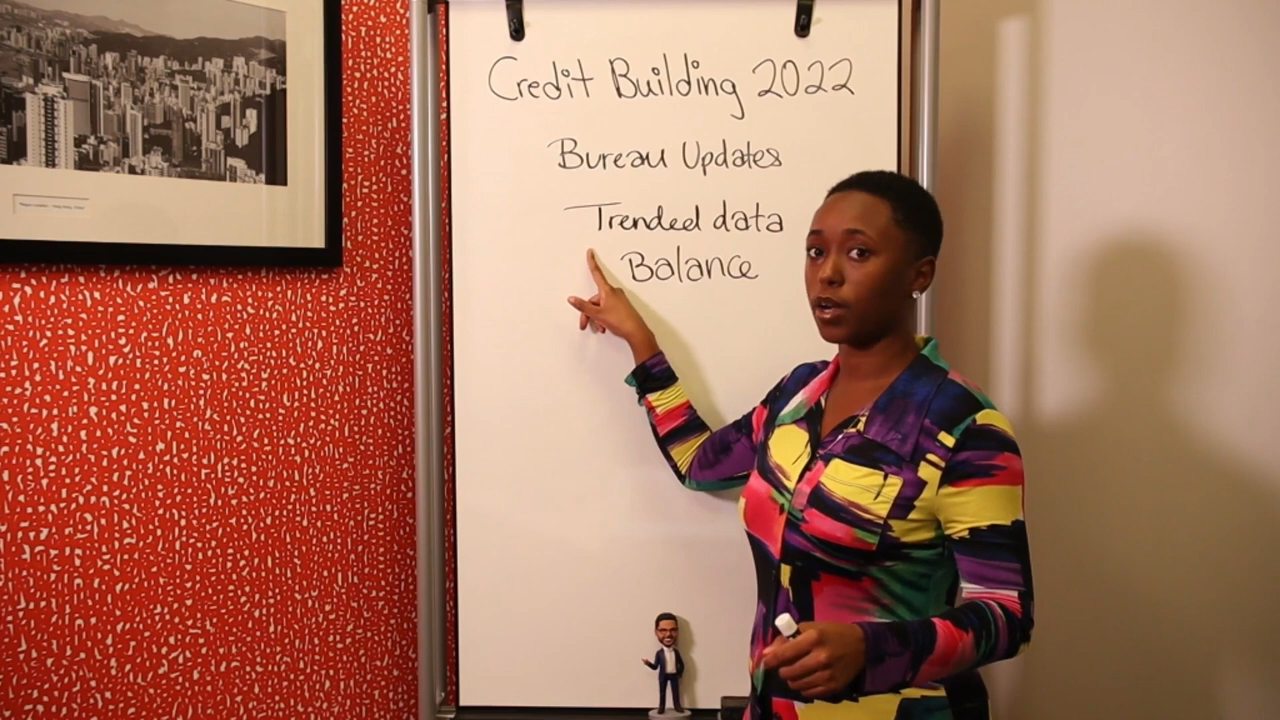 Credit Building 2022
Bureau Updates
Trended data
Balance